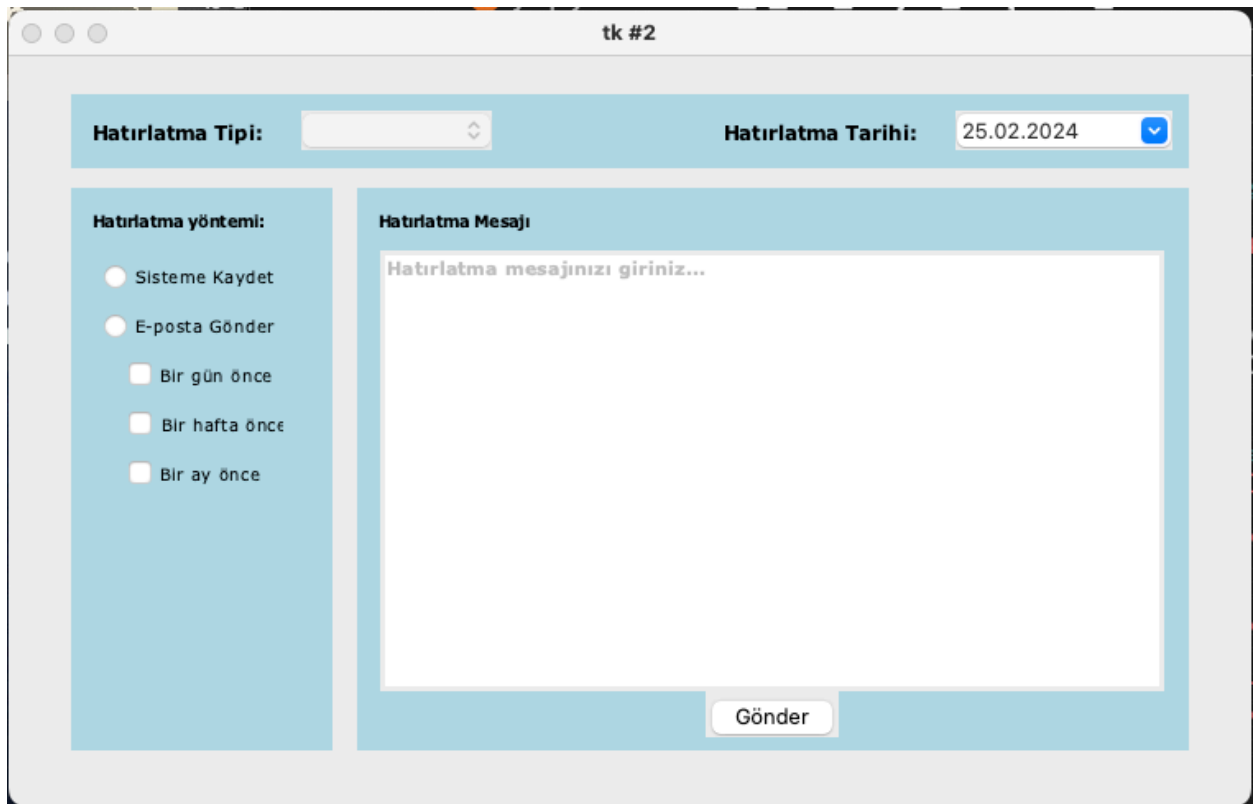 tk #2
Hatırlatma Tipi:
Hatırlatma Tarihi: 25.02.2024
Hatırlatma yöntemi:
Sisteme Kaydet
E-posta Gönder
Bir gün önce
Bir hafta önce
Bir ay önce
Hatırlatma Mesajı
Hatırlatma mesajınızı giriniz...
Gönder